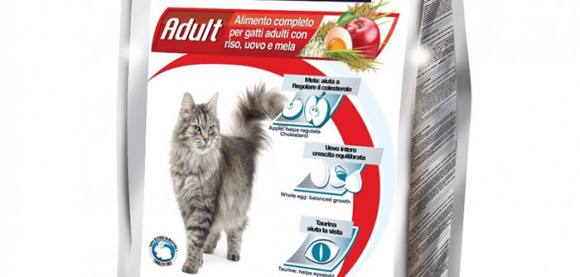 Adult
Alimento completo
per gatti adulti con
riso, uovo e mela
Mela: aiuta a
Regolare il colesterolo
Apple: helps regulate
Cholesterol
Uovo intero
crescita equilibrata
Whole egg: balanced growth
Taurina
aiuta la vista
Taurine: helps eyesight